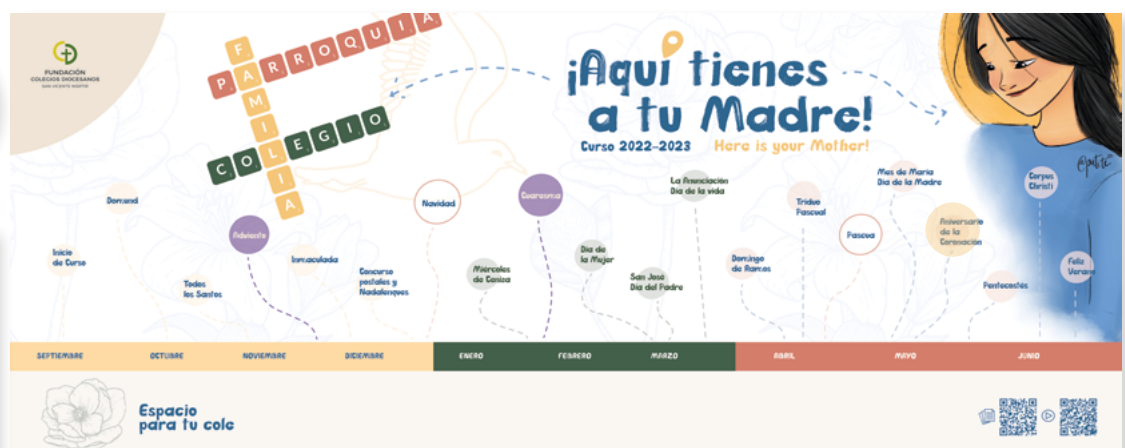 FUNDACIÓN
COLEGIOS DIOCESANOS
SAN VICENTE MÁRTIR
PARROQUIA
FAMILIA
COLEGIO
¡Aquí tienes
a tu Madre!
Curso 2022-2023 Here is your Mother!
Inicio
de Curso
Domund
Todos
los Santos
Adviento
Inmaculada
Concurso
postales y
Nadalenques
Navidad
Miércoles
de Ceniza
Cuaresma
Día de
la Mujer
San José
Día del Padre
La Anunciación
Día de la vida
Domingo
de Ramos
Triduo
Pascual
Pascua
Mes de María
Día de la Madre
Aniversario
de la
Coronación
Pentecostés
Corpus
Christi
Feliz
Verano
SEPTIEMBRE OCTUBRE NOVIEMBRE DICIEMBRE ENERO FEBRERO MARZO ABRIL MAYO JUNIO
Espacio
para tu cole